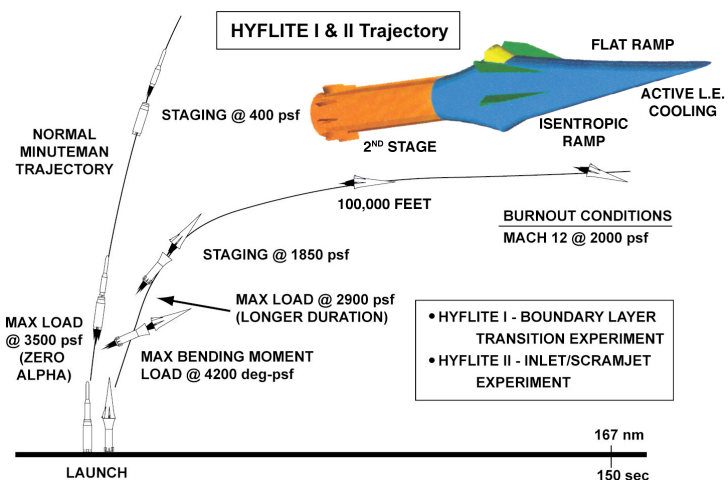 HYFLITE I & II Trajectory
FLAT RAMP
ACTIVE L.E.
COOLING
ISENTROPIC
RAMP
2ND STAGE
STAGING @ 400 psf
NORMAL
MINUTEMAN
TRAJECTORY
100,000 FEET
BURNOUT CONDITIONS
MACH 12 @ 2000 psf
STAGING @ 1850 psf
MAX LOAD @ 2900 psf
(LONGER DURATION)
MAX LOAD
@ 3500 psf
(ZERO
ALPHA)
MAX BENDING MOMENT
LOAD @ 4200 deg-psf
• HYFLITE I - BOUNDARY LAYER
TRANSITION EXPERIMENT
• HYFLITE II - INLET/SCRAMJET
EXPERIMENT
167 nm
150 sec
LAUNCH